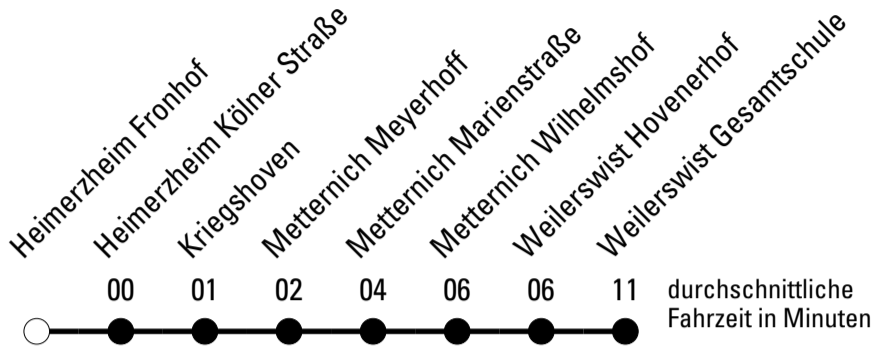 Heimerzheim Fronhof
Heimerzheim Kölner Straße
Kriegshoven
Metternich Meyerhoff
Metternich Marienstraße
Metternich Wilhelmshof
Weilerswist Hovenerhof
Weilerswist Gesamtschule
00 01 02 04 06 06 11
durchschnittliche
Fahrzeit in Minuten